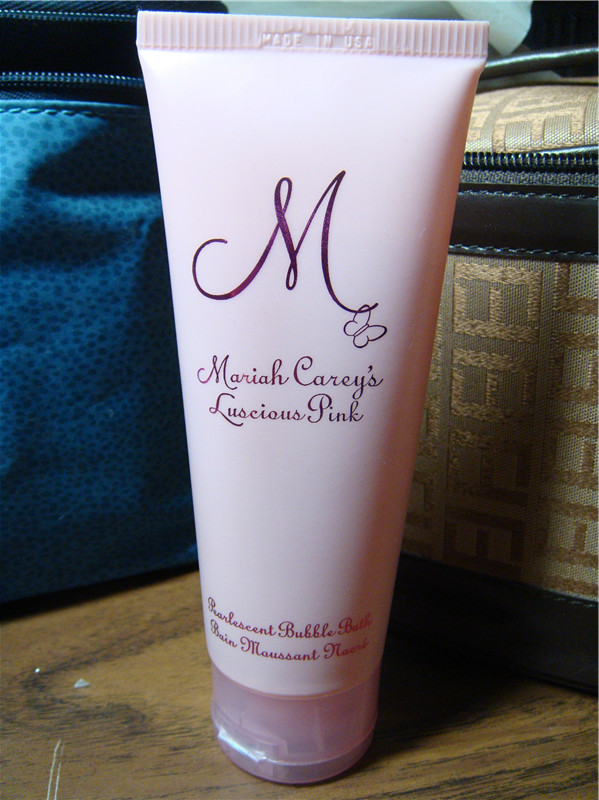 MADE IN USA
M
Mariah Carey's
Luscious Pink
Pearlescent Bubble Bath
Bain Moussant Nacré